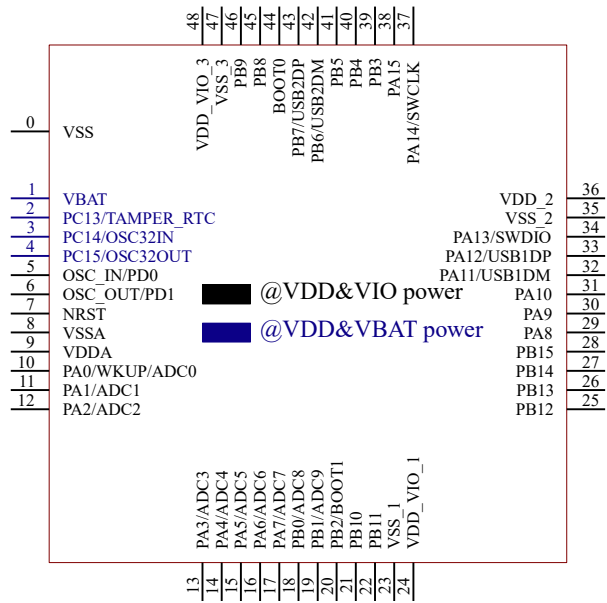 48
47
46
45
44
43
42
41
40
39
38
37
VDD_VIO_3
VSS_3
PB9
PB8
BOOT0
PB7/USB2DP
PB6/USB2DM
PB5
PB4
PB3
PA15
PA14/SWCLK
0 VSS
1 VBAT
2 PC13/TAMPER_RTC
3 PC14/OSC32IN
4 PC15/OSC32OUT
5 OSC_IN/PD0
6 OSC_OUT/PD1
7 NRST
8 VSSA
9 VDDA
10 PA0/WKUP/ADC0
11 PA1/ADC1
12 PA2/ADC2
@VDD&VIO power
@VDD&VBAT power
VDD_2 36
VSS_2 35
PA13/SWDIO 34
PA12/USB1DP 33
PA11/USB1DM 32
PA10 31
PA9 30
PA8 29
PB15 28
PB14 27
PB13 26
PB12 25
PA3/ADC3
PA4/ADC4
PA5/ADC5
PA6/ADC6
PA7/ADC7
PB0/ADC8
PB1/ADC9
PB2/BOOT1
PB10
PB11
VSS_1
VDD_VIO_1
13
14
15
16
17
18
19
20
21
22
23
24